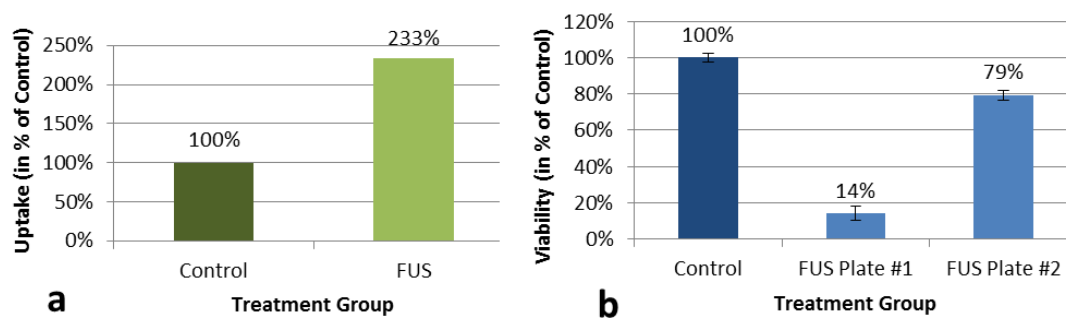 Uptake (in % of Control)
250%
200%
150%
100%
50%
0%
100%
233%
Control
FUS
Treatment Group
a
Viability (in % of Control)
120%
100%
80%
60%
40%
20%
0%
100%
14%
79%
Control
FUS Plate #1
FUS Plate #2
Treatment Group
b